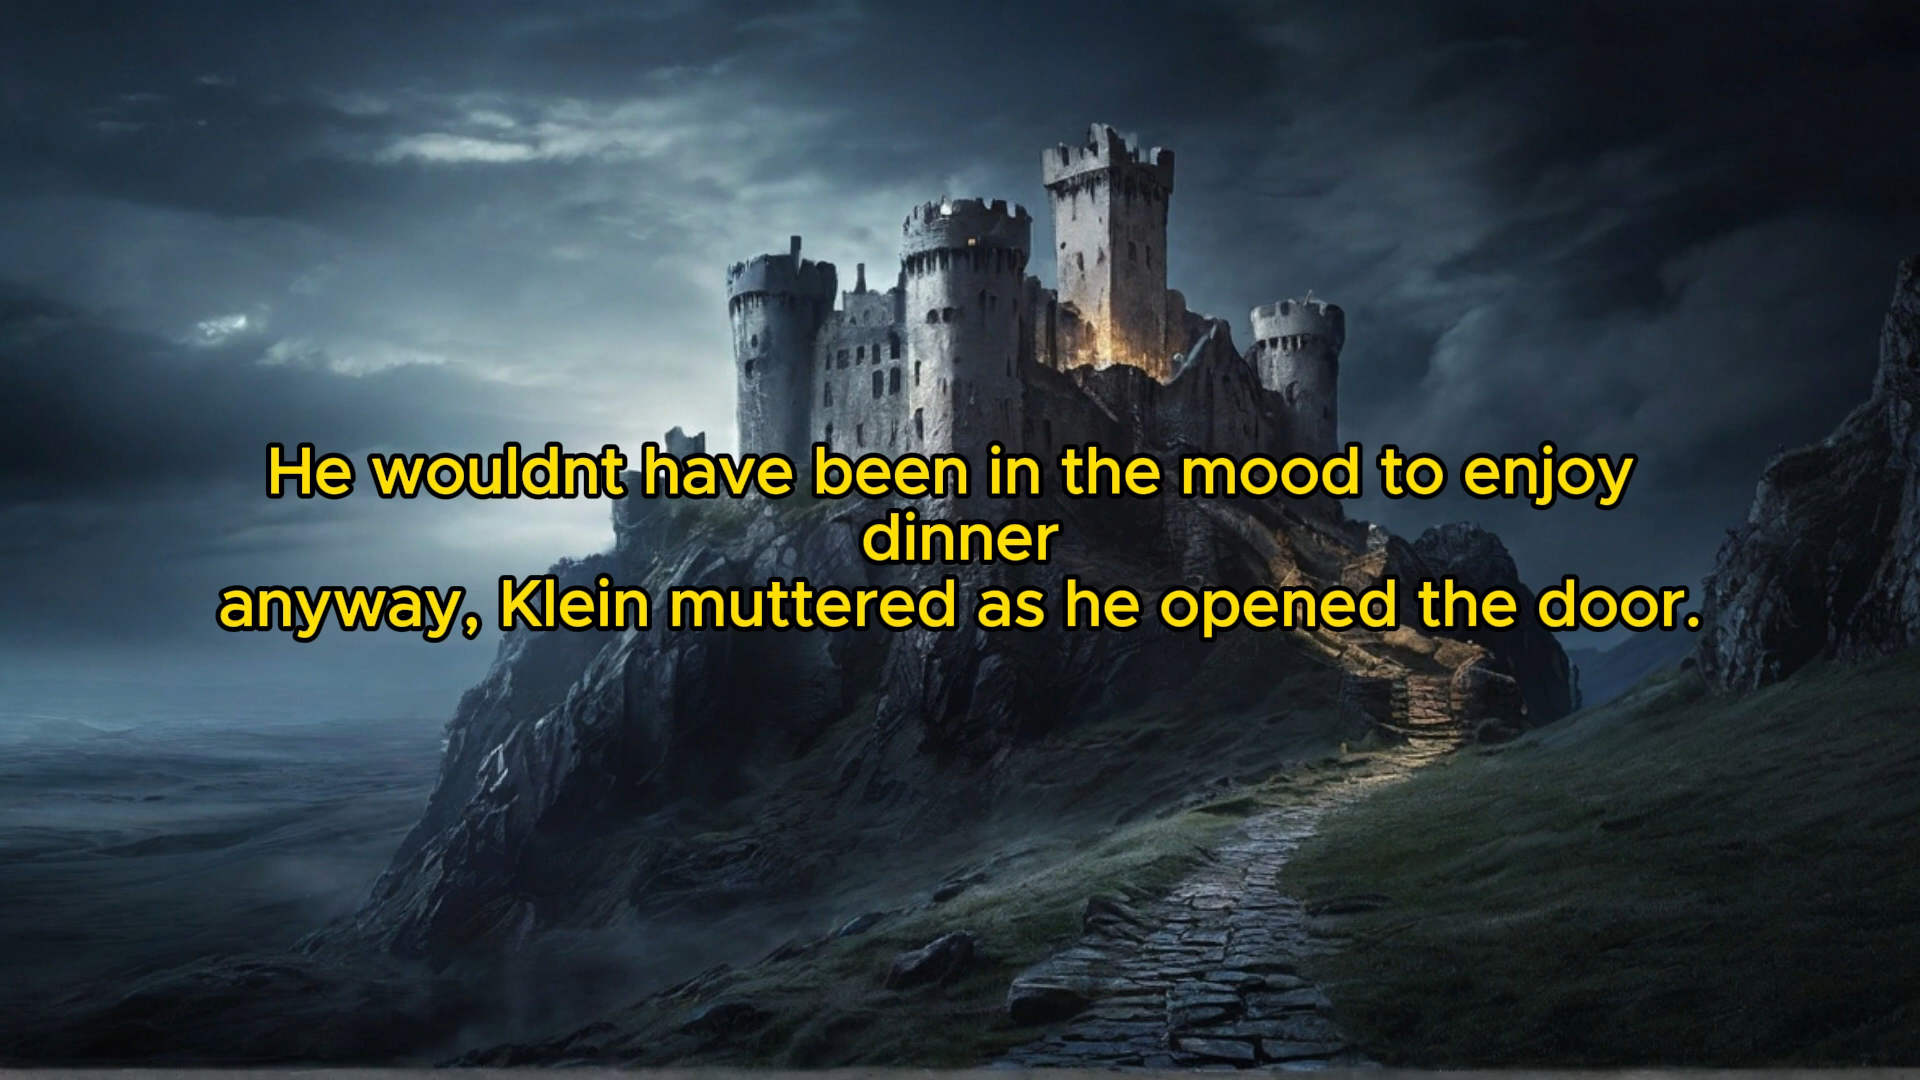 He wouldnt have been in the mood to enjoy
dinner
anyway, Klein muttered as he opened the door.